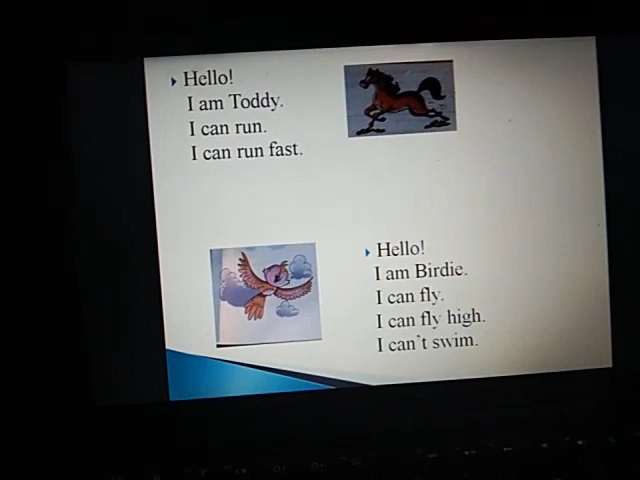 Hello!
I am Toddy.
I can run.
I can run fast.
Hello!
I am Birdie.
I can fly.
I can fly high.
I can't swim.